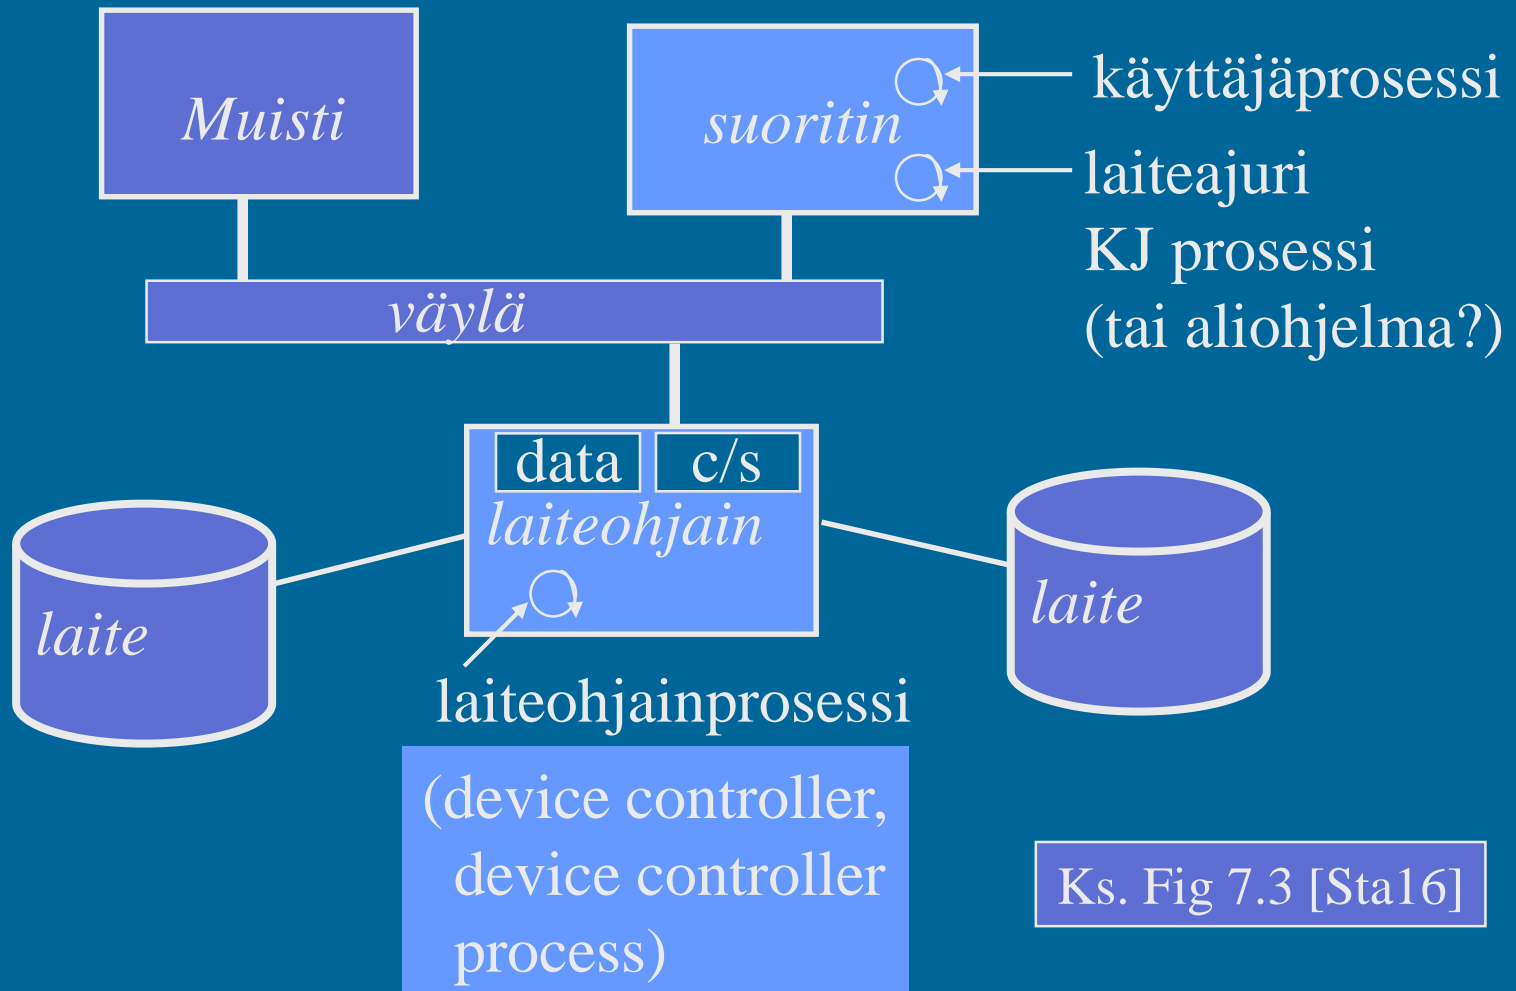 Muisti
suoritin
käyttäjäprosessi
laiteajuri
KJ prosessi
(tai aliohjelma?)
väylä
data
c/s
laiteohjain
laite
laite
laiteohjainprosessi
(device controller,
device controller
process)
Ks. Fig 7.3 [Sta16]